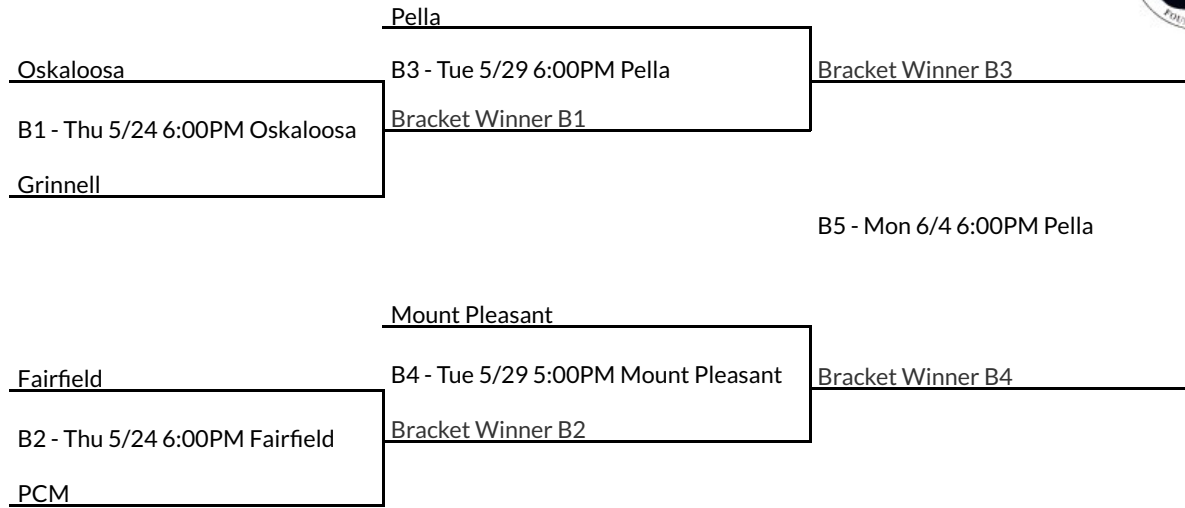 Pella
Oskaloosa
B3 - Tue 5/29 6:00PM Pella
Bracket Winner B3
Bracket Winner B1
B1 - Thu 5/24 6:00PM Oskaloosa
Grinnell
B5 - Mon 6/4 6:00PM Pella
Mount Pleasant
Fairfield
B4 - Tue 5/29 5:00PM Mount Pleasant
Bracket Winner B4
Bracket Winner B2
B2 - Thu 5/24 6:00PM Fairfield
PCM